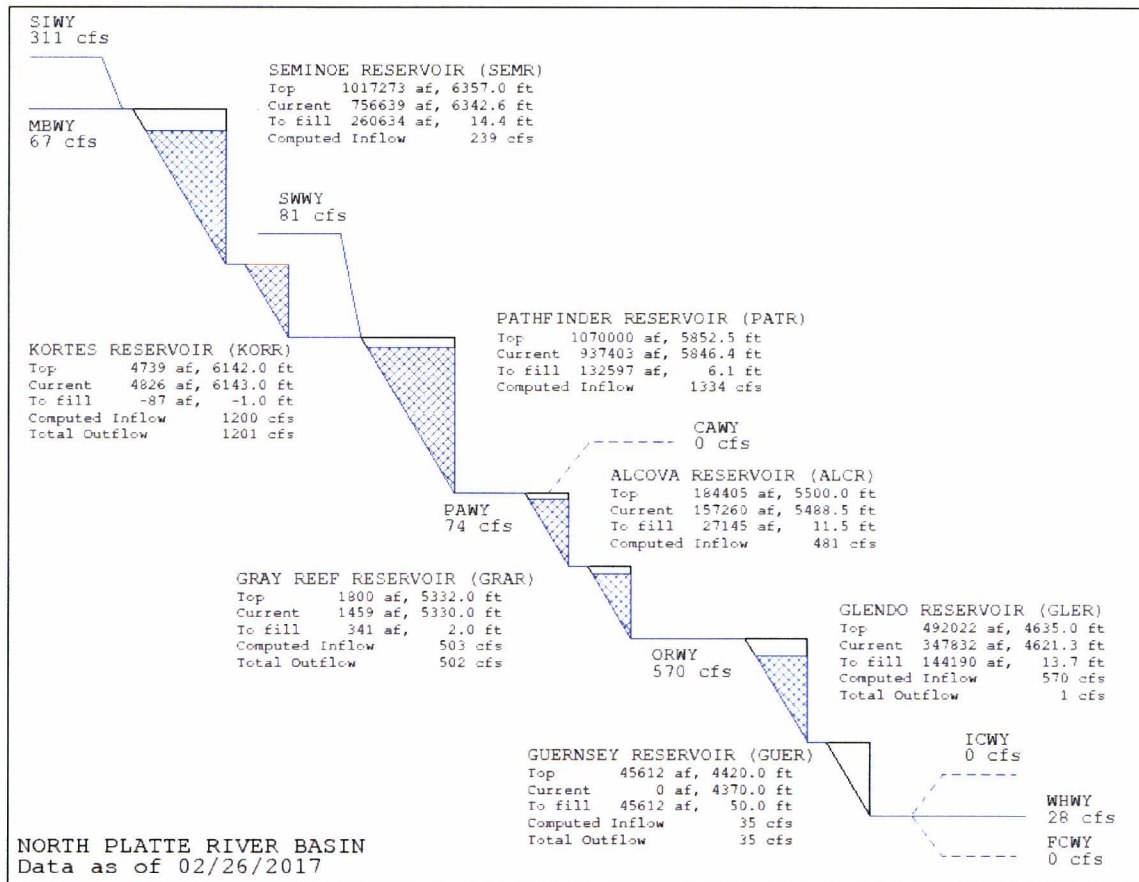 SIWY
311 cfs
MBWY
67 cfs
SEMINOE RESERVOIR (SEMR)
Top 1017273 af, 6357.0 ft
Current 756639 af, 6342.6 ft
To fill 260634 af, 14.4 ft
Computed Inflow 239 cfs
SWWY
81 cfs
KORTES RESERVOIR (KORR)
Top 4739 af, 6142.0 ft
Current 4826 af, 6143.0 ft
To fill -87 af, -1.0 ft
Computed Inflow 1200 cfs
Total Outflow 1201 cfs
PATHFINDER RESERVOIR (PATR)
Top 1070000 af, 5852.5 ft
Current 937403 af, 5846.4 ft
To fill 132597 af, 6.1 ft
Computed Inflow 1334 cfs
CAWY
0 cfs
PAWY
74 cfs
ALCOVA RESERVOIR (ALCR)
Top 184405 af, 5500.0 ft
Current 157260 af, 5488.5 ft
To fill 27145 af, 11.5 ft
Computed Inflow 481 cfs
GRAY REEF RESERVOIR (GRAR)
Top 1800 af, 5332.0 ft
Current 1459 af, 5330.0 ft
To fill 341 af, 2.0 ft
Computed Inflow 503 cfs
Total Outflow 502 cfs
ORWY
570 cfs
GLENDO RESERVOIR (GLER)
Top 492022 af, 4635.0 ft
Current 347832 af, 4621.3 ft
To fill 144190 af, 13.7 ft
Computed Inflow 570 cfs
Total Outflow 1 cfs
GUERNSEY RESERVOIR (GUER)
Top 45612 af, 4420.0 ft
Current 0 af, 4370.0 ft
To fill 45612 af, 50.0 ft
Computed Inflow 35 cfs
Total Outflow 35 cfs
ICWY
0 cfs
WHWY
28 cfs
FCWY
0 cfs
NORTH PLATTE RIVER BASIN
Data as of 02/26/2017